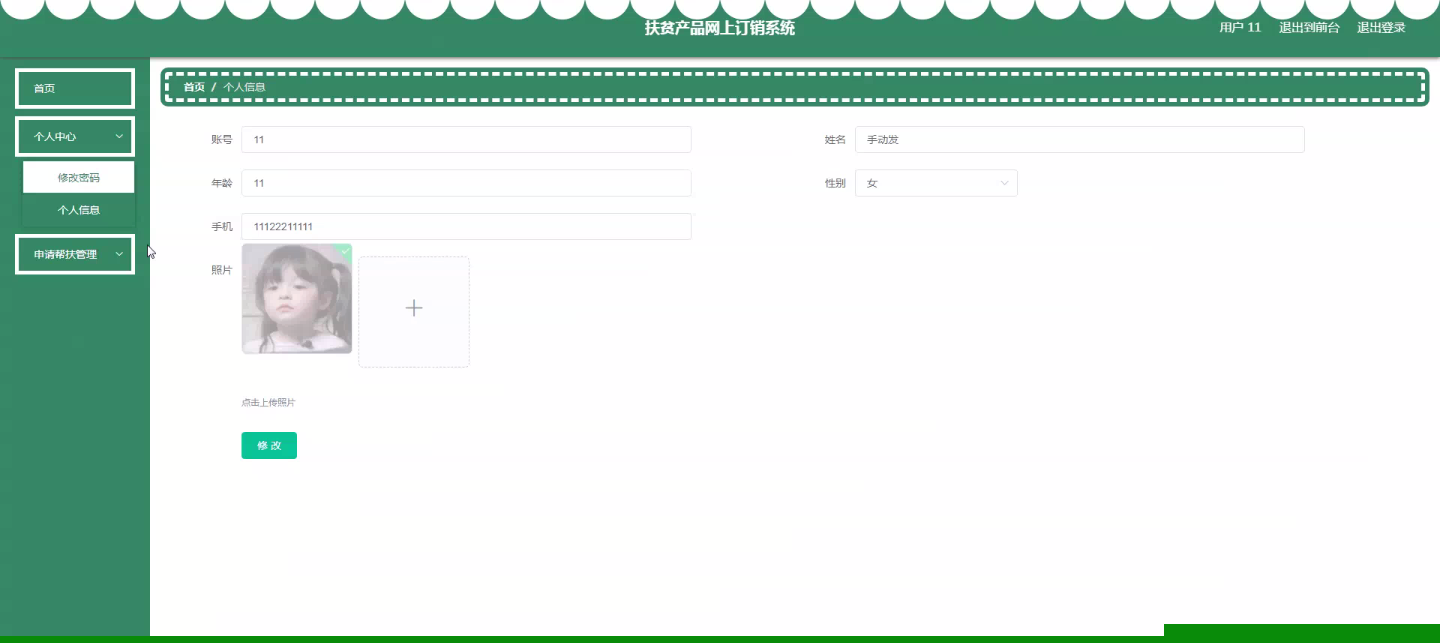 扶贫产品网上订销系统
用户 11 退出到前台 退出登录
首页
个人中心
修改密码
个人信息
申请帮扶管理
首页 / 个人信息
账号 11 姓名 手动发
年龄 11 性别 女
手机 11122211111
照片
点击上传照片
修 改